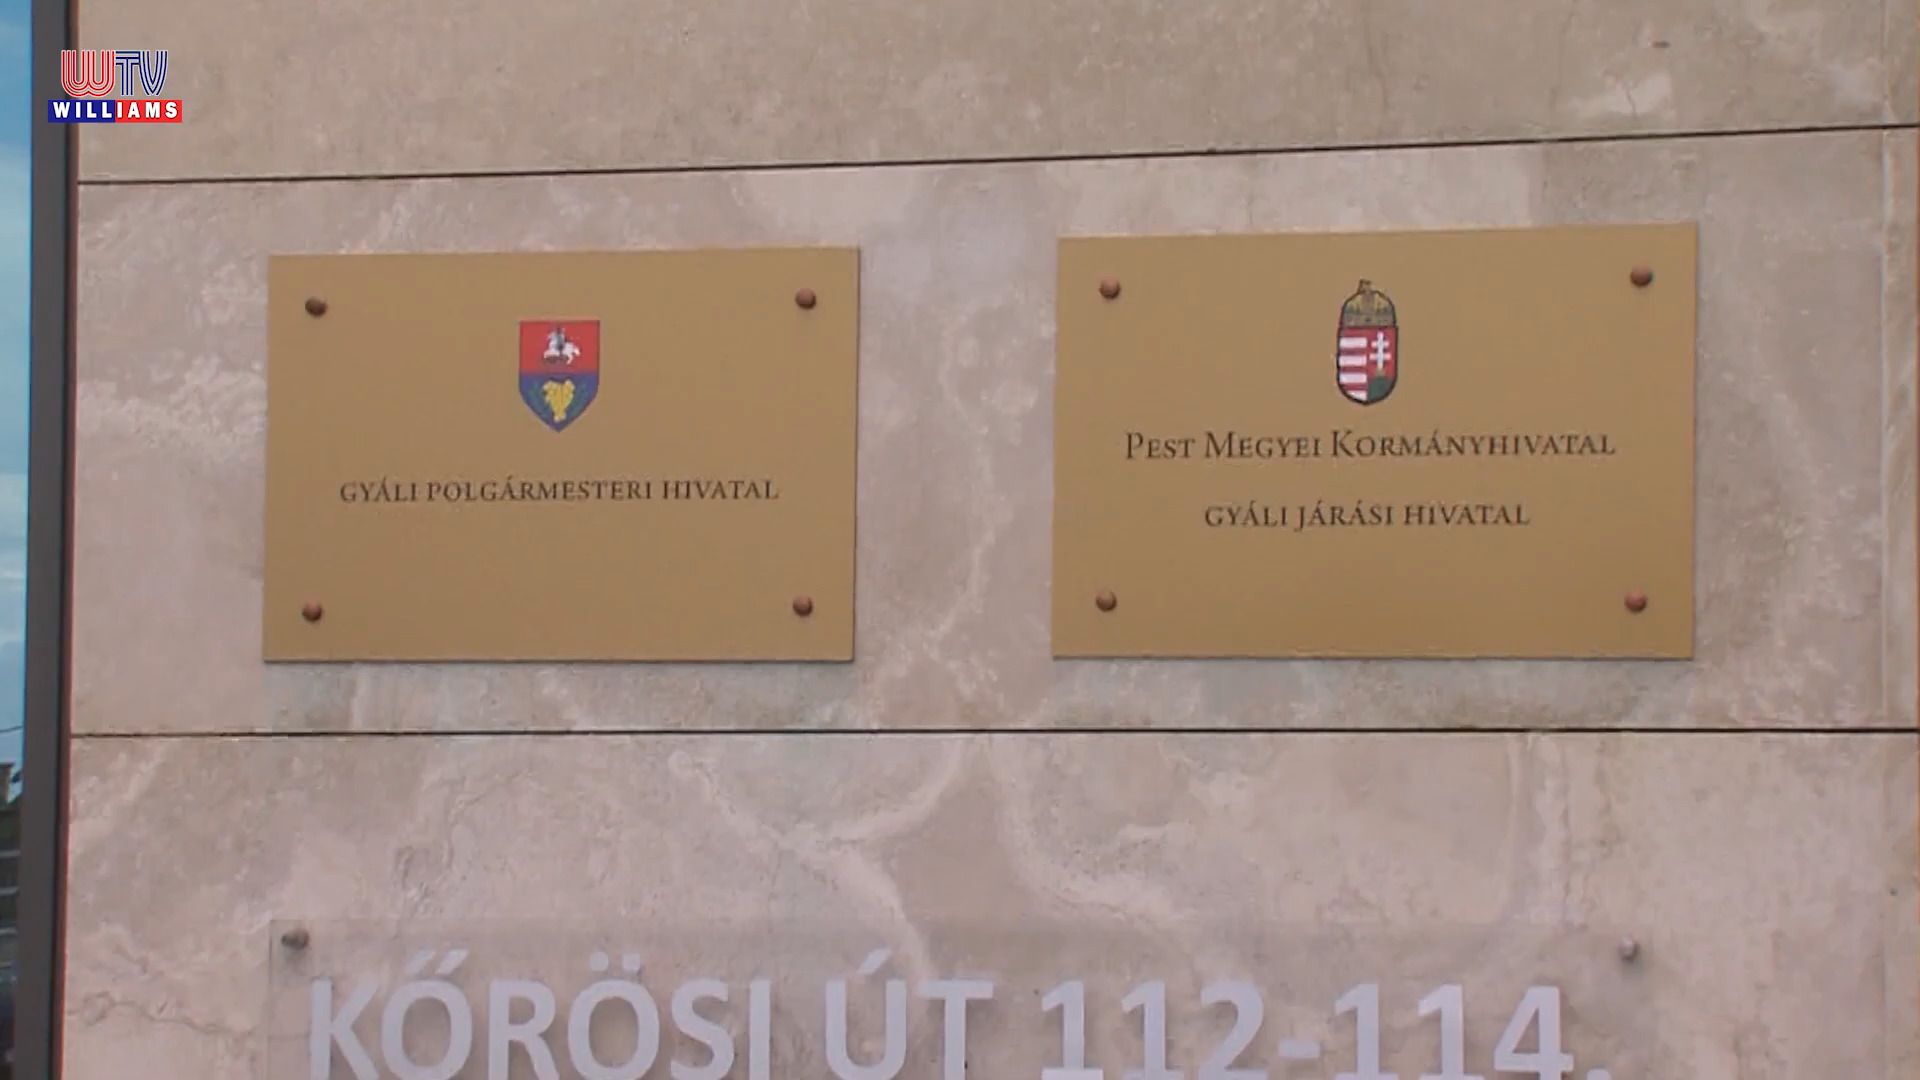 WTV
WILLIAMS
GYÁLI POLGÁRMESTERI HIVATAL
PEST MEGYEI KORMÁNYHIVATAL
GYÁLI JÁRÁSI HIVATAL
KŐRÖSI ÚT 112-114.